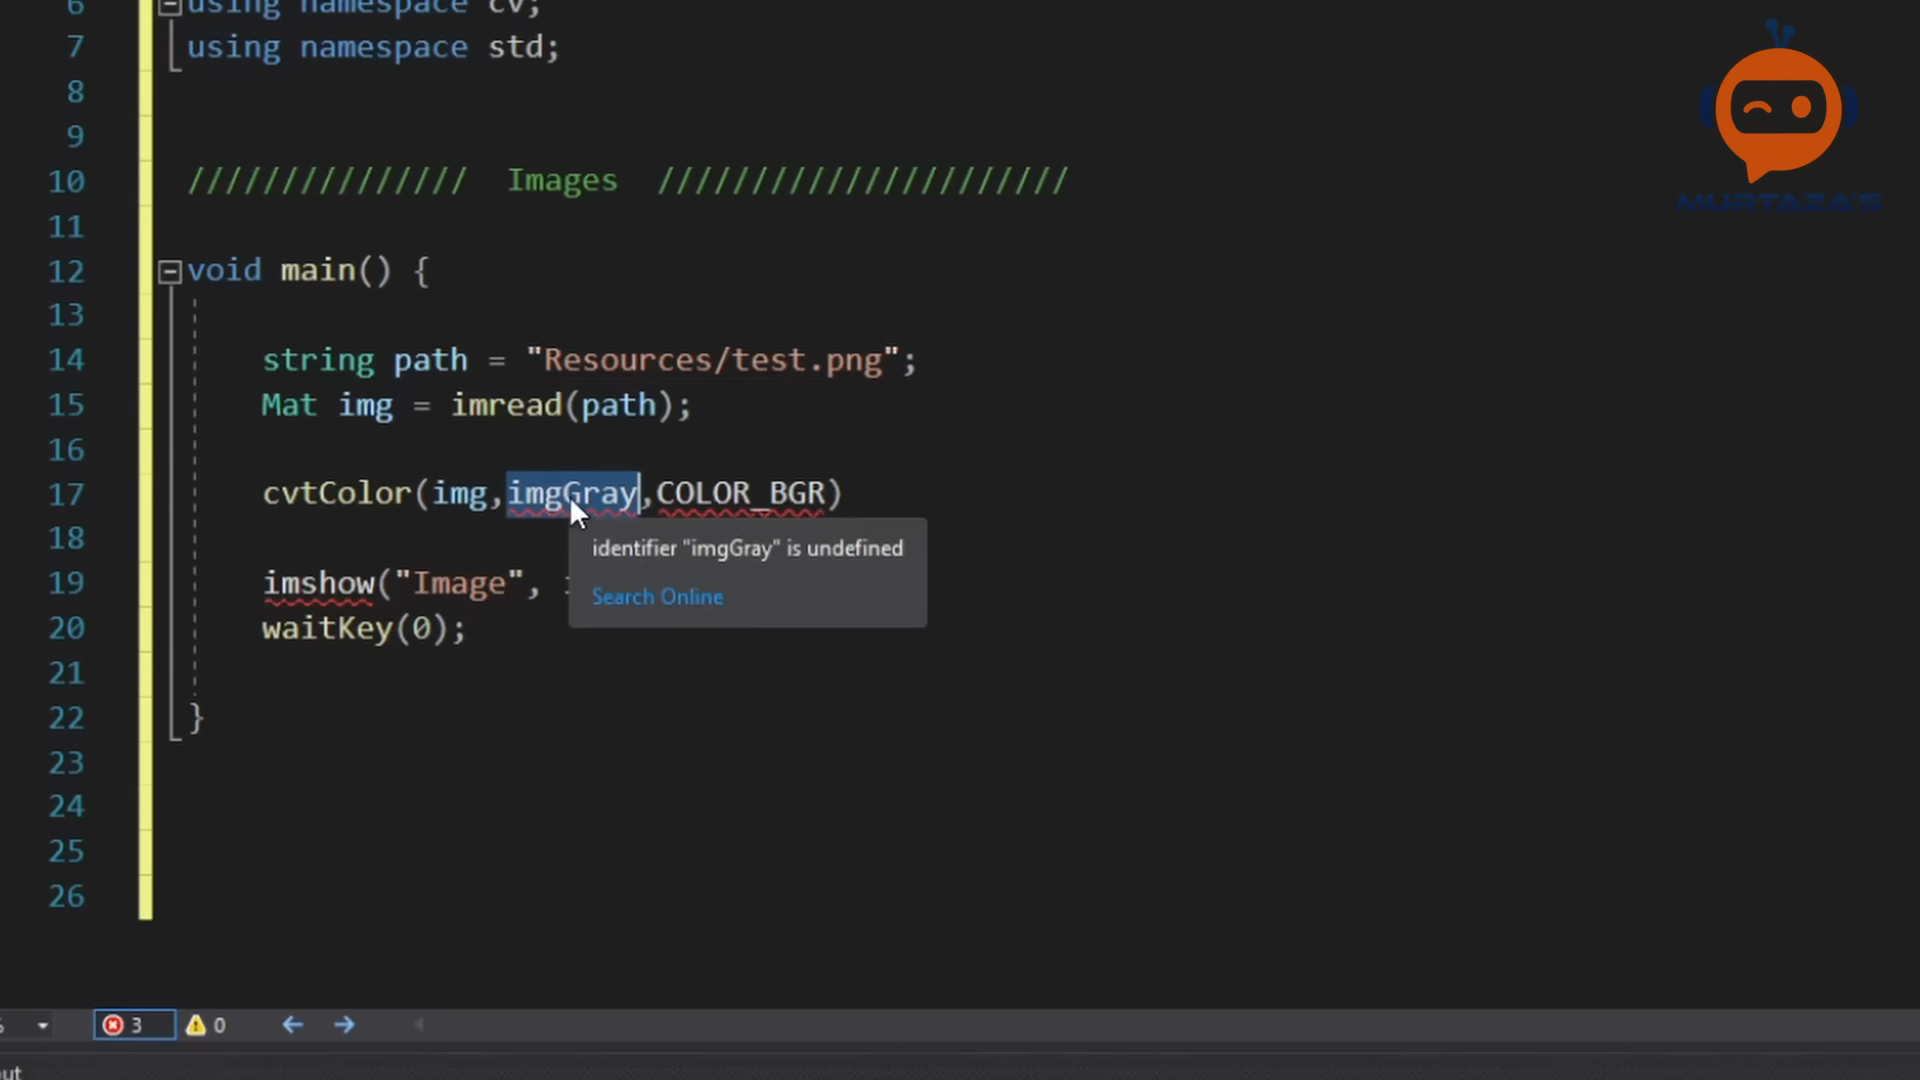 6 using namespace cv;
7 using namespace std;
8
9
10 /////////////// Images //////////////////////
11
12 void main() {
13
14 string path = "Resources/test.png";
15 Mat img = imread(path);
16
17 cvtColor(img,imgGray,COLOR_BGR)
18
identifier "imgGray" is undefined
19 imshow("Image",
Search Online
20 waitKey(0);
21
22 }
23
24
25
26
3 0
MURTAZA'S